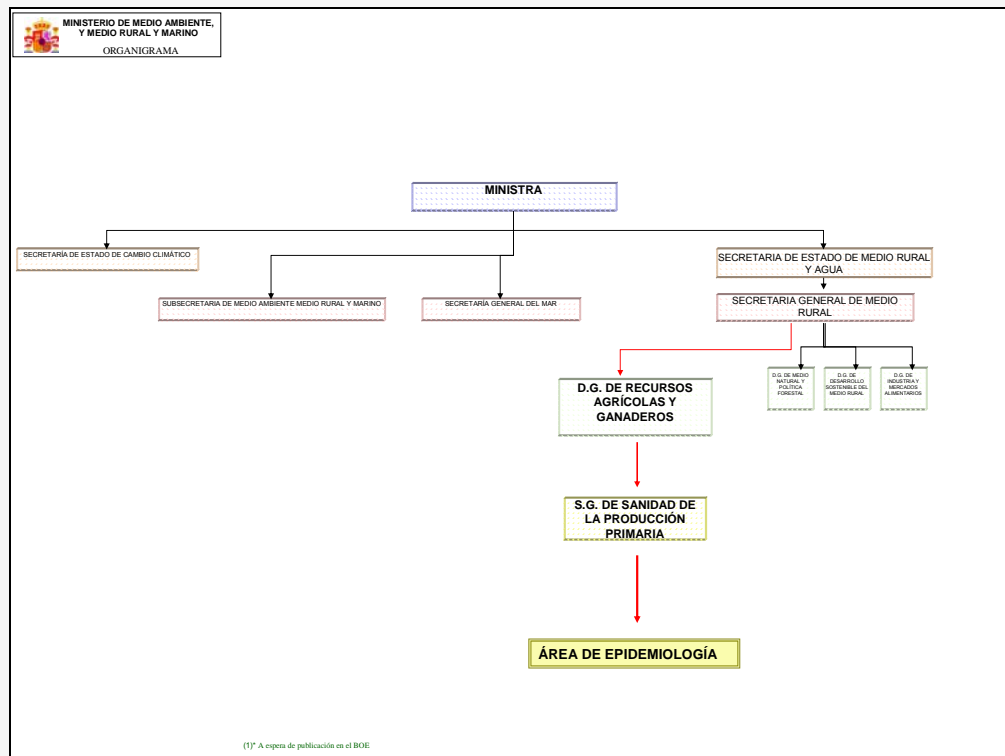 MINISTERIO DE MEDIO AMBIENTE,
Y MEDIO RURAL Y MARINO
ORGANIGRAMA
MINISTRA
SECRETARÍA DE ESTADO DE CAMBIO CLIMÁTICO
SECRETARIA DE ESTADO DE MEDIO RURAL
Y AGUA
SUBSECRETARIA DE MEDIO AMBIENTE MEDIO RURAL Y MARINO
SECRETARÍA GENERAL DEL MAR
SECRETARIA GENERAL DE MEDIO
RURAL
D.G. DE RECURSOS
AGRÍCOLAS Y
GANADEROS
D.G. DE MEDIO
NATURAL Y
POLÍTICA
FORESTAL
D.G. DE
DESARROLLO
SOSTENIBLE DEL
MEDIO RURAL
D.G. DE
INDUSTRIA Y
MERCADOS
ALIMENTARIOS
S.G. DE SANIDAD DE
LA PRODUCCIÓN
PRIMARIA
ÁREA DE EPIDEMIOLOGÍA
(1)* A espera de publicación en el BOE